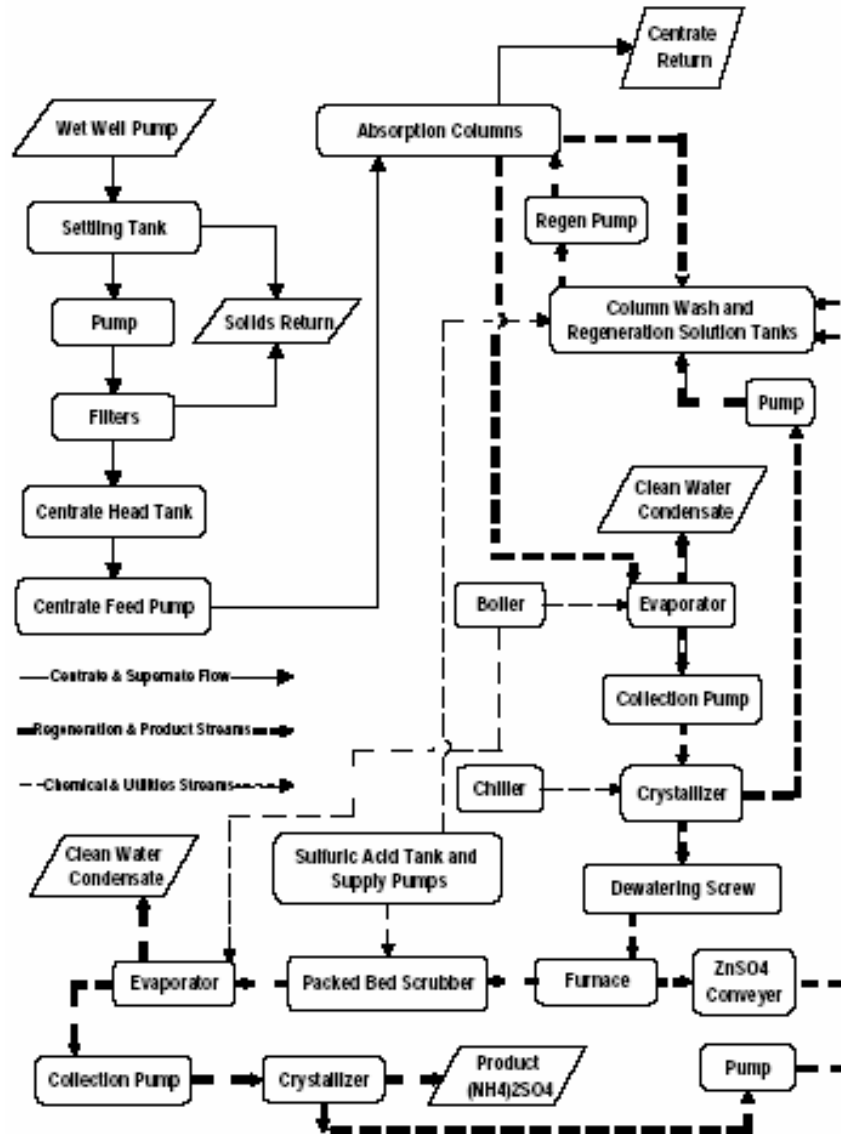 Centrate
Return
Wet Well Pump
Absorption Columns
Settling Tank
Regen Pump
Pump
Solids Return
Column Wash and
Regeneration Solution Tanks
Filters
Pump
Centrate Head Tank
Clean Water
Condensate
Centrate Feed Pump
Boiler
Evaporator
Centrate & Supernate Flow
Collection Pump
Regeneration & Product Streams
Chemical & Utilities Streams
Chiller
Crystallizer
Clean Water
Condensate
Sulfuric Acid Tank and
Supply Pumps
Dewatering Screw
Evaporator
Packed Bed Scrubber
Furnace
ZnSO4
Conveyer
Collection Pump
Crystallizer
Product
(NH4)2SO4
Pump